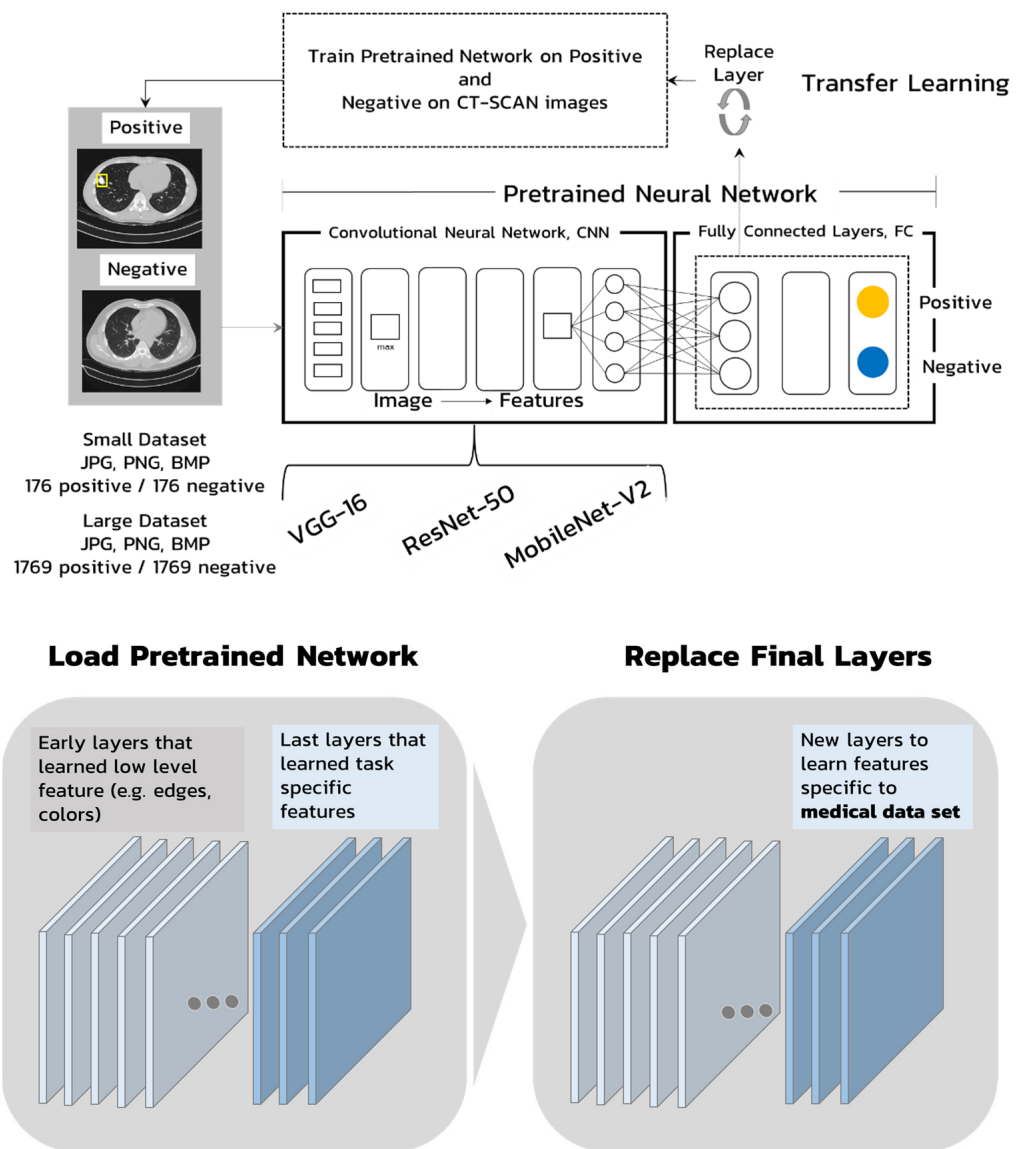 Train Pretrained Network on Positive
and
Negative on CT-SCAN images
Replace
Layer
Transfer Learning
Positive
Negative
Pretrained Neural Network
Convolutional Neural Network, CNN
Fully Connected Layers, FC
max
Image
Features
Positive
Negative
Small Dataset
JPG, PNG, BMP
176 positive / 176 negative
Large Dataset
JPG, PNG, BMP
1769 positive / 1769 negative
VGG-16
ResNet-50
MobileNet-V2
Load Pretrained Network
Replace Final Layers
Early layers that
learned low level
feature (e.g. edges,
colors)
Last layers that
learned task
specific
features
New layers to
learn features
specific to
medical data set